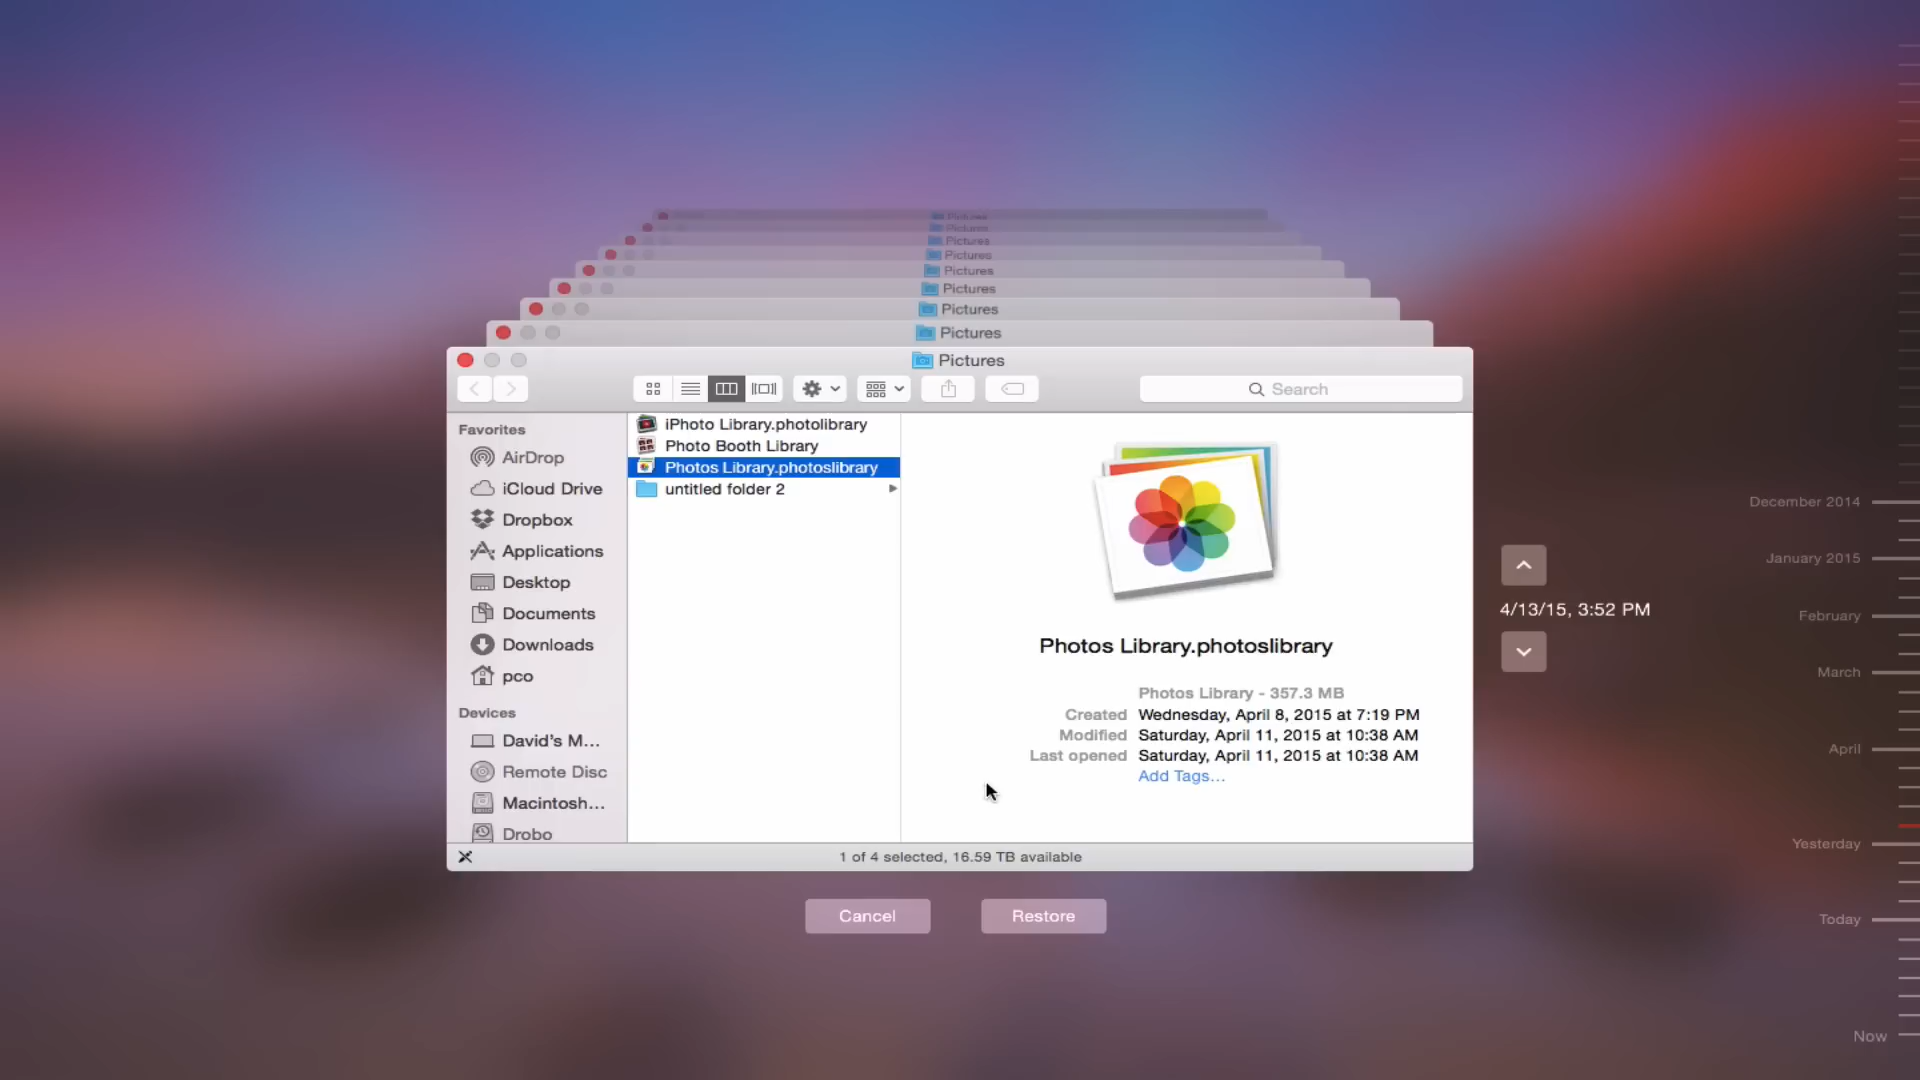 Pictures
Pictures
Pictures
Pictures
Pictures
Pictures
Pictures
Pictures
Pictures
Search
Favorites
AirDrop
iCloud Drive
Dropbox
Applications
Desktop
Documents
Downloads
pco
Devices
David's M...
Remote Disc
Macintosh...
Drobo
iPhoto Library.photolibrary
Photo Booth Library
Photos Library.photoslibrary
untitled folder 2
Photos Library.photoslibrary
Photos Library - 357.3 MB
Created Wednesday, April 8, 2015 at 7:19 PM
Modified Saturday, April 11, 2015 at 10:38 AM
Last opened Saturday, April 11, 2015 at 10:38 AM
Add Tags...
1 of 4 selected, 16.59 TB available
Cancel
Restore
4/13/15, 3:52 PM
December 2014
January 2015
February
March
April
Yesterday
Today
Now